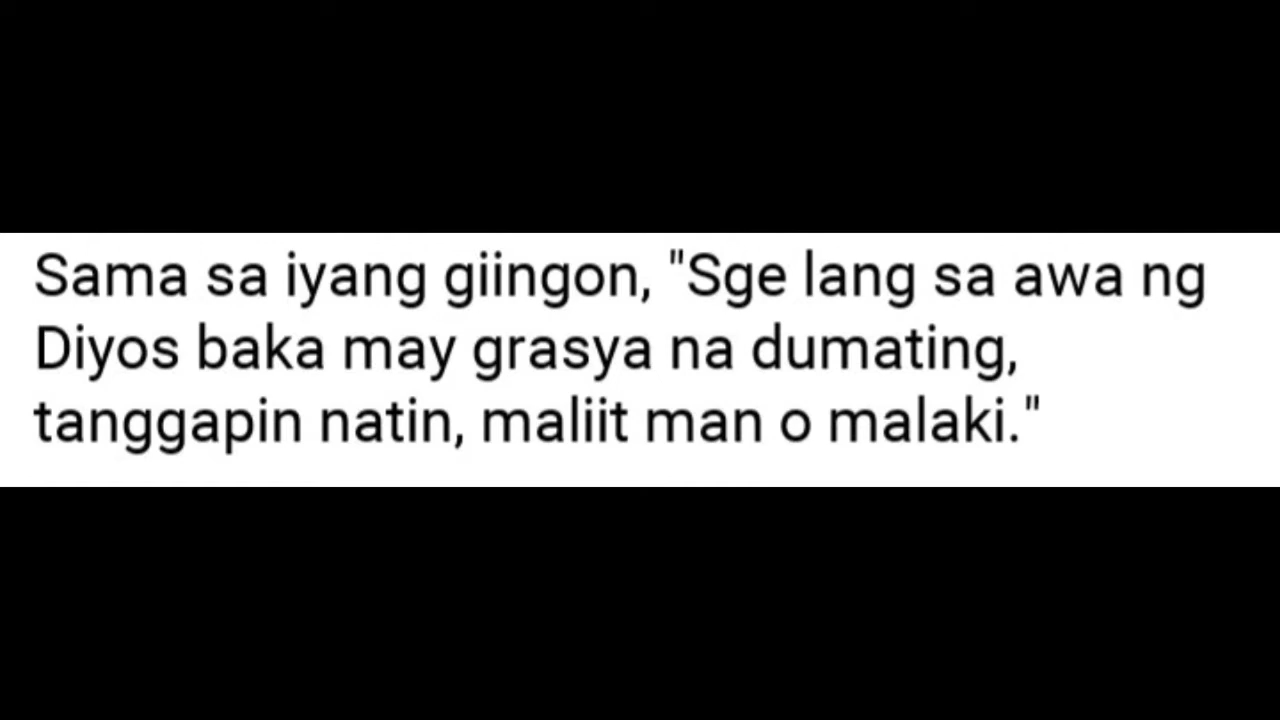 Sama sa iyang giingon, "Sge lang sa awa ng
Diyos baka may grasya na dumating,
tanggapin natin, maliit man o malaki."